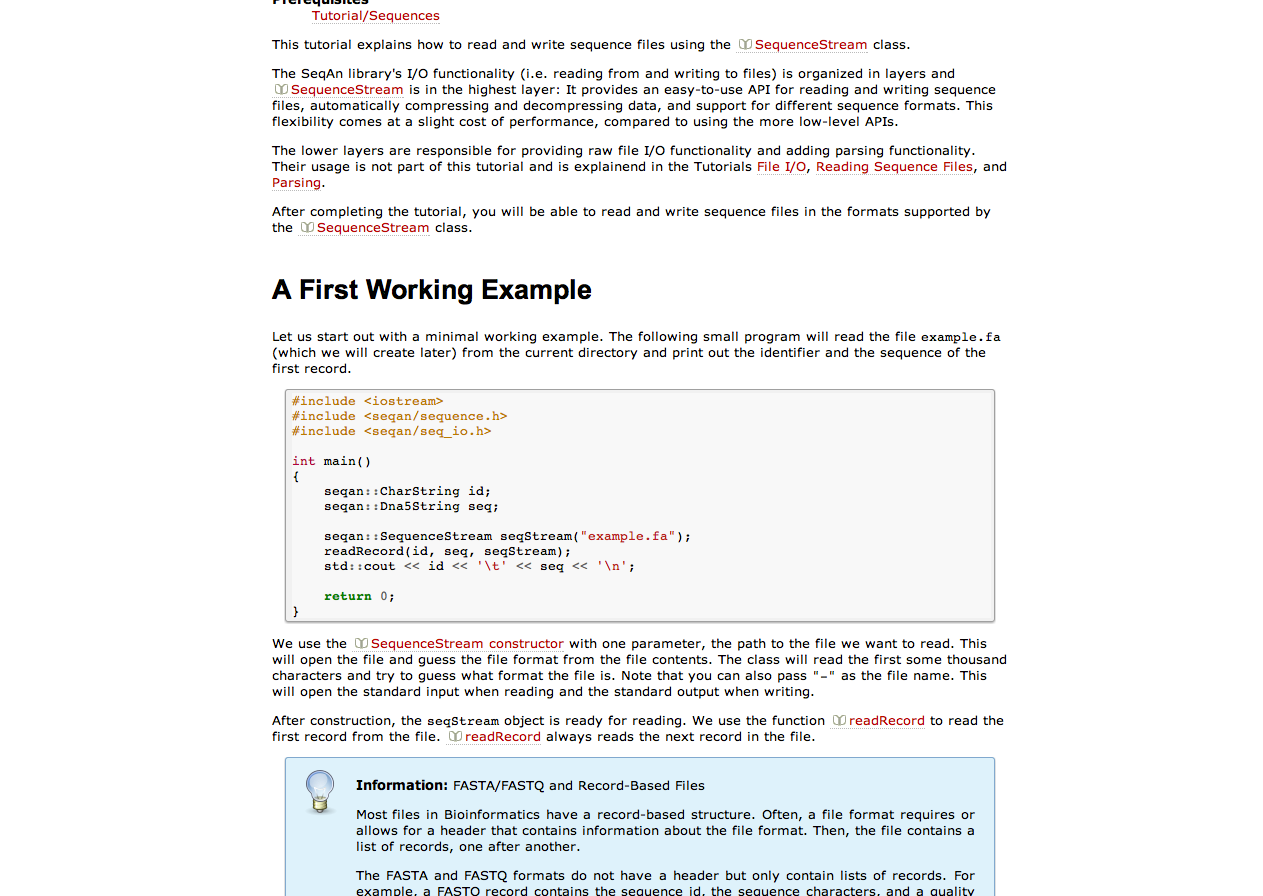 Prerequisites
Tutorial/Sequences
This tutorial explains how to read and write sequence files using the SequenceStream class.
The SeqAn library's I/O functionality (i.e. reading from and writing to files) is organized in layers and
SequenceStream is in the highest layer: It provides an easy-to-use API for reading and writing sequence
files, automatically compressing and decompressing data, and support for different sequence formats. This
flexibility comes at a slight cost of performance, compared to using the more low-level APIs.
The lower layers are responsible for providing raw file I/O functionality and adding parsing functionality.
Their usage is not part of this tutorial and is explainend in the Tutorials File I/O, Reading Sequence Files, and
Parsing.
After completing the tutorial, you will be able to read and write sequence files in the formats supported by
the SequenceStream class.
A First Working Example
Let us start out with a minimal working example. The following small program will read the file example.fa
(which we will create later) from the current directory and print out the identifier and the sequence of the
first record.
#include <iostream>
#include <seqan/sequence.h>
#include <seqan/seq_io.h>
int main()
{
    seqan::CharString id;
    seqan::Dna5String seq;
    seqan::SequenceStream seqStream("example.fa");
    readRecord(id, seq, seqStream);
    std::cout << id << '\t' << seq << '\n';
    return 0;
}
We use the SequenceStream constructor with one parameter, the path to the file we want to read. This
will open the file and guess the file format from the file contents. The class will read the first some thousand
characters and try to guess what format the file is. Note that you can also pass "-" as the file name. This
will open the standard input when reading and the standard output when writing.
After construction, the seqStream object is ready for reading. We use the function readRecord to read the
first record from the file. readRecord always reads the next record in the file.
Information: FASTA/FASTQ and Record-Based Files
Most files in Bioinformatics have a record-based structure. Often, a file format requires or
allows for a header that contains information about the file format. Then, the file contains a
list of records, one after another.
The FASTA and FASTQ formats do not have a header but only contain lists of records. For
example, a FASTQ record contains the sequence id, the sequence characters, and a quality